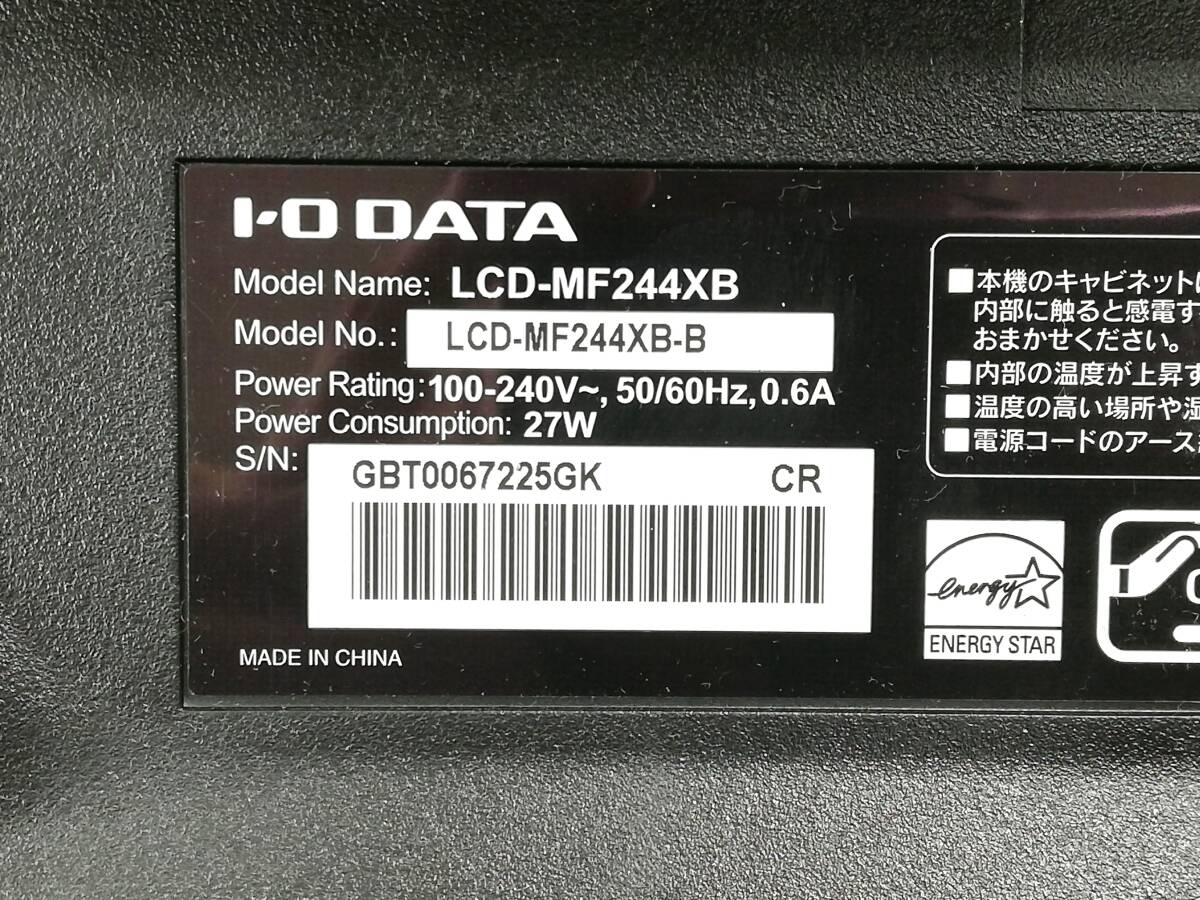 I-O DATA
Model Name: LCD-MF244XB
Model No.: LCD-MF244XB-B
Power Rating: 100-240V~, 50/60Hz, 0.6A
Power Consumption: 27W
S/N: GBT0067225GK CR
MADE IN CHINA
■本機のキャビネット
内部に触ると感電す
おまかせください。
■内部の温度が上昇す
■温度の高い場所や湿
■電源コードのアース
energy
ENERGY STAR